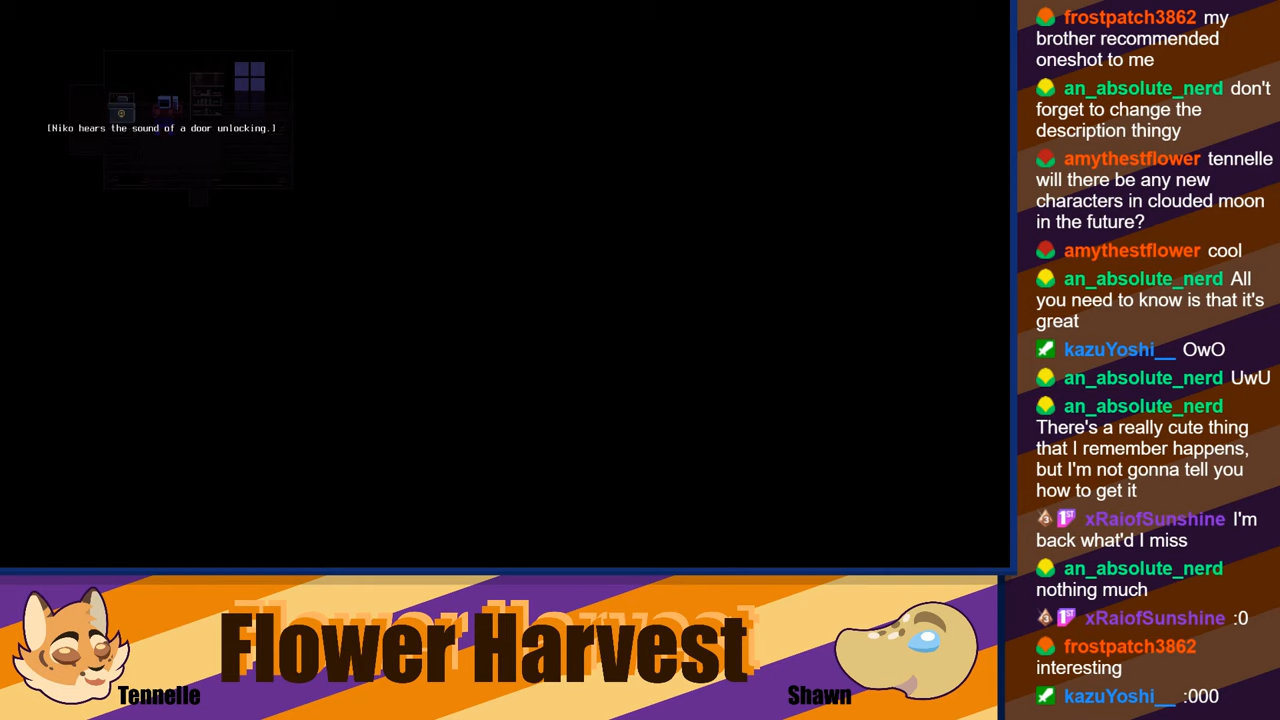 [Niko hears the sound of a door unlocking.]
frostpatch3862 my
brother recommended
oneshot to me
an_absolute_nerd don't
forget to change the
description thingy
amythestflower tennelle
will there be any new
characters in clouded moon
in the future?
amythestflower cool
an_absolute_nerd All
you need to know is that it's
great
kazuYoshi__ OwO
an_absolute_nerd UwU
an_absolute_nerd
There's a really cute thing
that I remember happens,
but I'm not gonna tell you
how to get it
3 1ST xRaiofSunshine I'm
back what'd I miss
an_absolute_nerd
nothing much
3 1ST xRaiofSunshine :0
frostpatch3862
interesting
kazuYoshi__ :000
Flower Harvest
Tennelle
Shawn